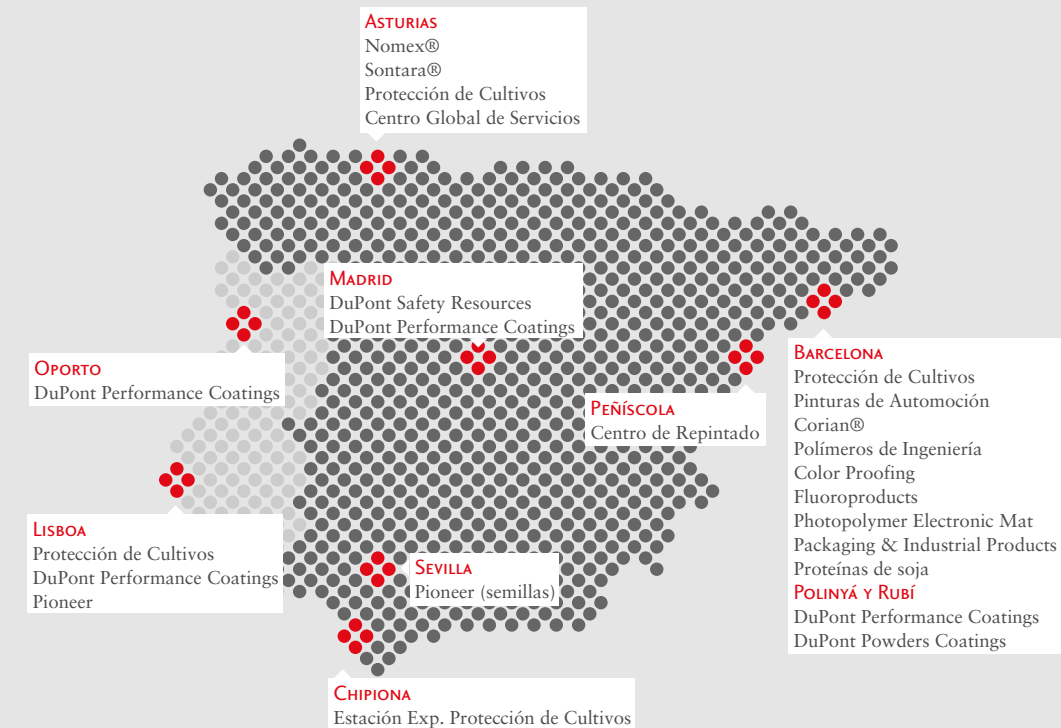 ASTURIAS
Nomex®
Sontara®
Protección de Cultivos
Centro Global de Servicios
MADRID
DuPont Safety Resources
DuPont Performance Coatings
OPORTO
DuPont Performance Coatings
PEÑÍSCOLA
Centro de Repintado
BARCELONA
Protección de Cultivos
Pinturas de Automoción
Corian®
Polímeros de Ingeniería
Color Proofing
Fluoroproducts
Photopolymer Electronic Mat
Packaging & Industrial Products
Proteínas de soja
POLINYÁ Y RUBÍ
DuPont Performance Coatings
DuPont Powders Coatings
LISBOA
Protección de Cultivos
DuPont Performance Coatings
Pioneer
SEVILLA
Pioneer (semillas)
CHIPIONA
Estación Exp. Protección de Cultivos